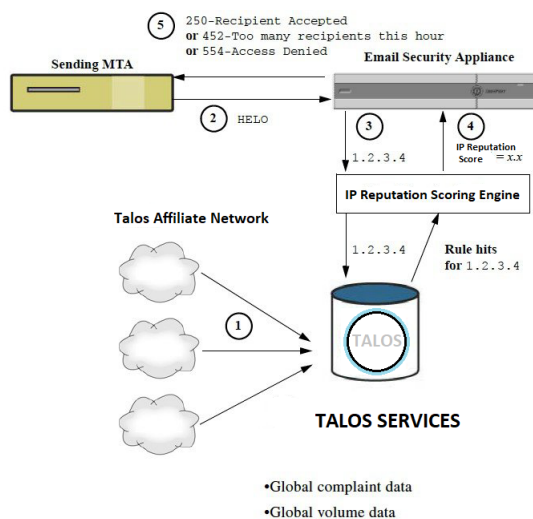 5
250-Recipient Accepted
or 452-Too many recipients this hour
or 554-Access Denied
Sending MTA
Email Security Appliance
2
HELO
3
4
1.2.3.4
IP Reputation
Score = x.x
IP Reputation Scoring Engine
Talos Affiliate Network
1.2.3.4
Rule hits
for 1.2.3.4
1
TALOS
TALOS SERVICES
•Global complaint data
•Global volume data